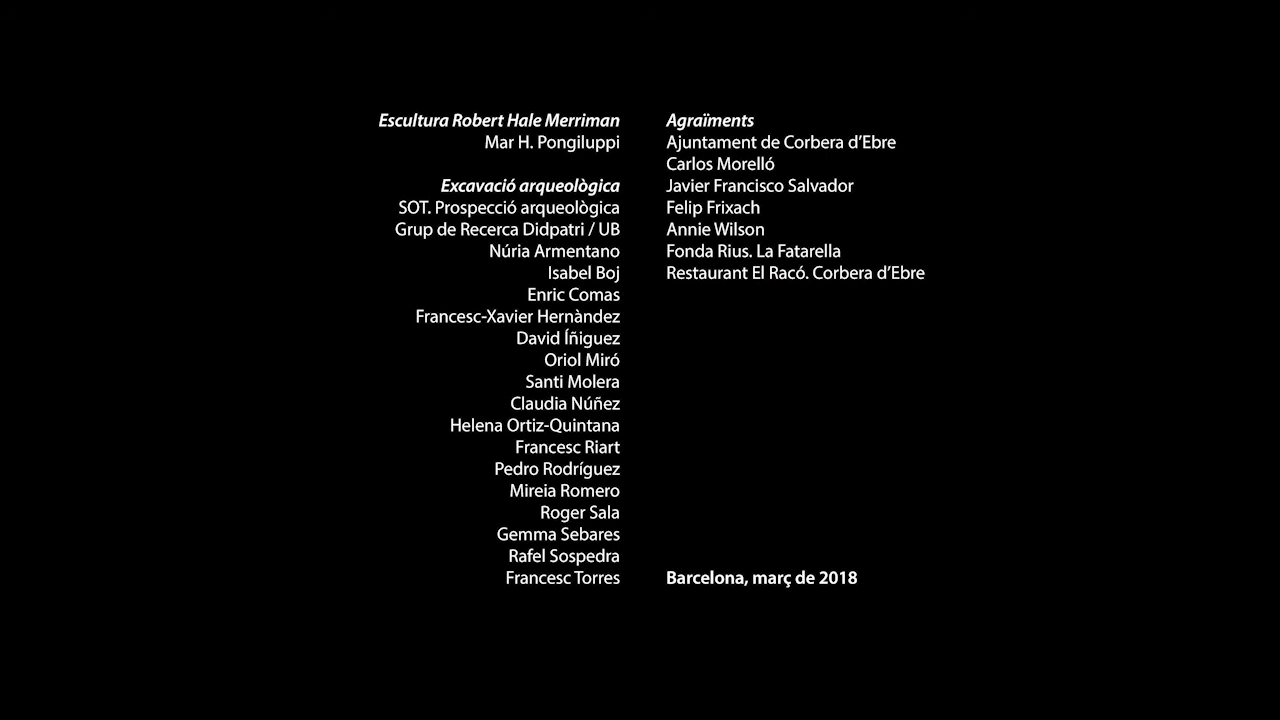 Escultura Robert Hale Merriman
Mar H. Pongiluppi
Excavació arqueològica
SOT. Prospecció arqueològica
Grup de Recerca Didpatri / UB
Núria Armentano
Isabel Boj
Enric Comas
Francesc-Xavier Hernàndez
David Íñiguez
Oriol Miró
Santi Molera
Claudia Núñez
Helena Ortiz-Quintana
Francesc Riart
Pedro Rodríguez
Mireia Romero
Roger Sala
Gemma Sebares
Rafel Sospedra
Francesc Torres
Agraïments
Ajuntament de Corbera d’Ebre
Carlos Morelló
Javier Francisco Salvador
Felip Frixach
Annie Wilson
Fonda Rius. La Fatarella
Restaurant El Racó. Corbera d’Ebre
Barcelona, març de 2018